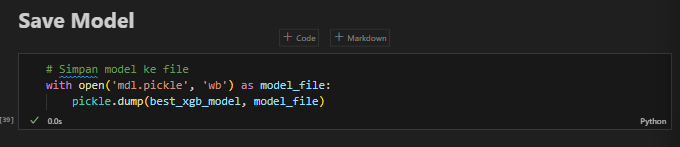 Save Model
+ Code + Markdown
# Simpan model ke file
with open('mdl.pickle', 'wb') as model_file:
    pickle.dump(best_xgb_model, model_file)
[39] ✓ 0.0s Python